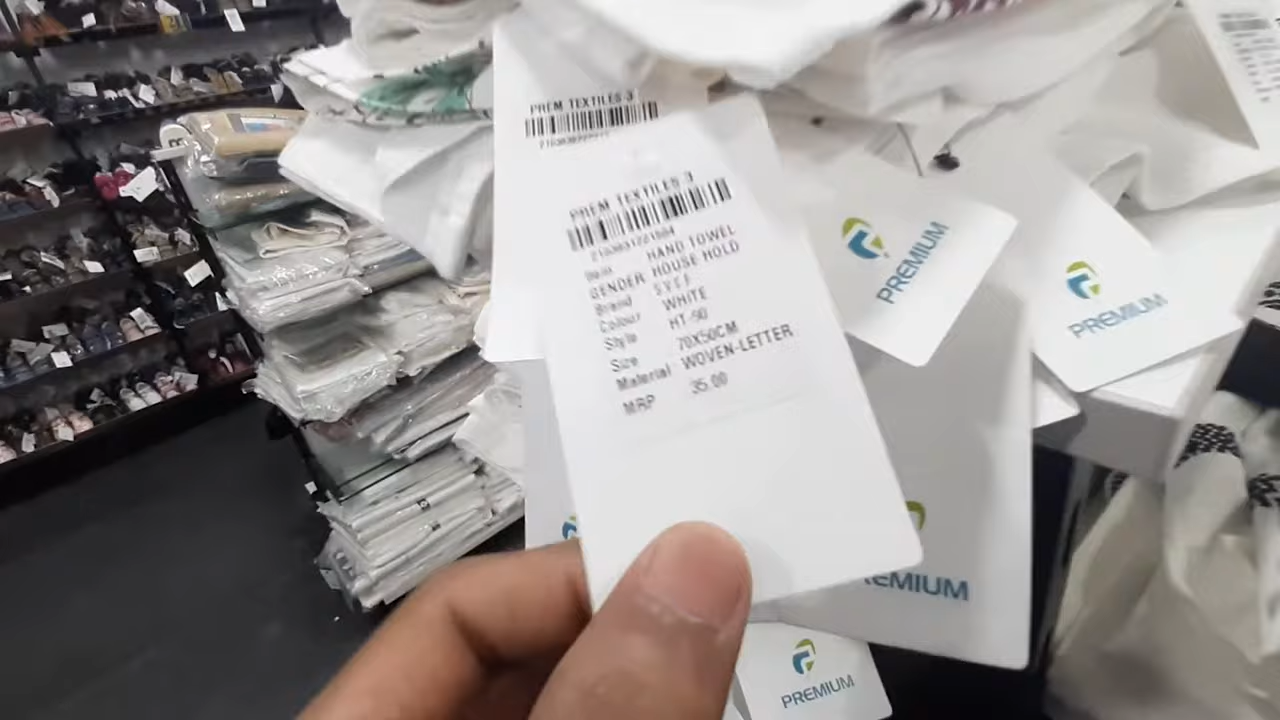 PREM TEXTILES-3
PREM TEXTILES 3
Item HAND TOWEL
GENDER HOUSE HOLD
Brand
Colour WHITE
Style HT-90
Size 70X50CM
Material WOVEN-LETTER
MRP 35.00
PREMIUM
PREMIUM
PREMIUM
PREMIUM